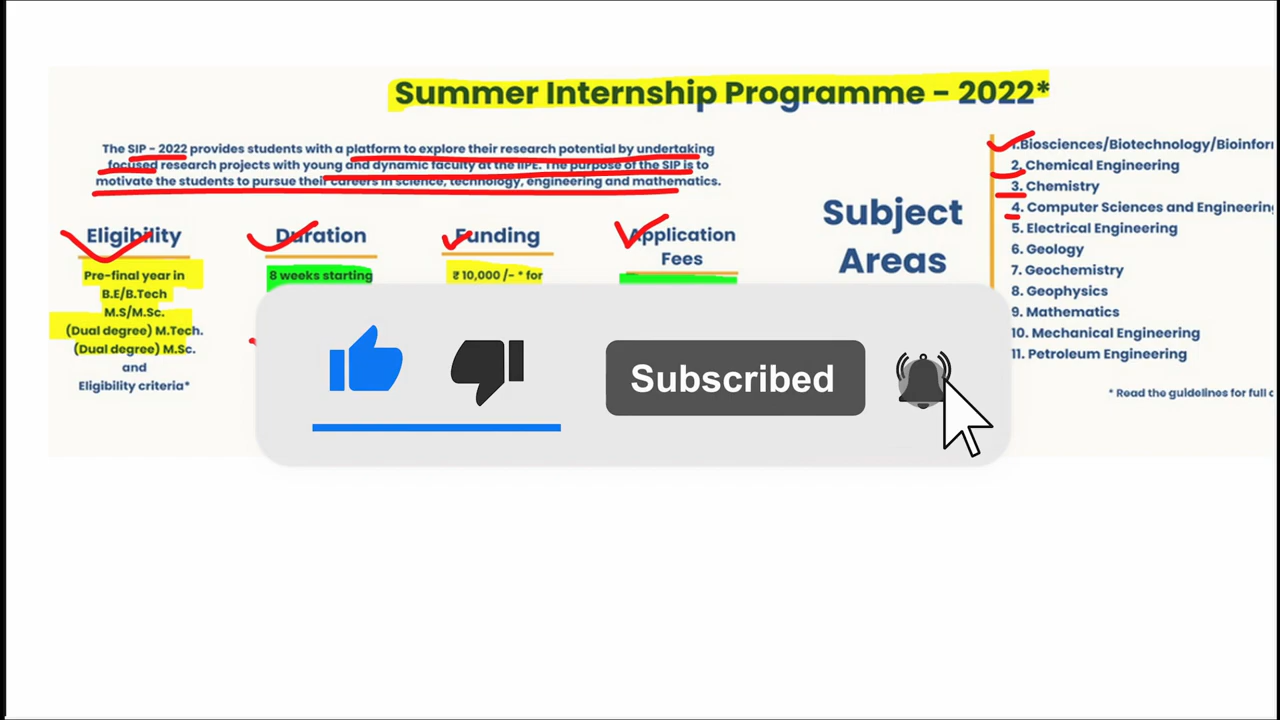 Summer Internship Programme - 2022*
The SIP - 2022 provides students with a platform to explore their research potential by undertaking
focused research projects with young and dynamic faculty at the IIPE. The purpose of the SIP is to
motivate the students to pursue their careers in science, technology, engineering and mathematics.
Eligibility
Pre-final year in
B.E/B.Tech
M.S/M.Sc.
(Dual degree) M.Tech.
(Dual degree) M.Sc.
and
Eligibility criteria*
Duration
8 weeks starting
Funding
₹ 10,000 /- * for
Application
Fees
Subject
Areas
1.Biosciences/Biotechnology/Bioinfor
2. Chemical Engineering
3. Chemistry
4. Computer Sciences and Engineering
5. Electrical Engineering
6. Geology
7. Geochemistry
8. Geophysics
9. Mathematics
10. Mechanical Engineering
11. Petroleum Engineering
* Read the guidelines for full
Subscribed